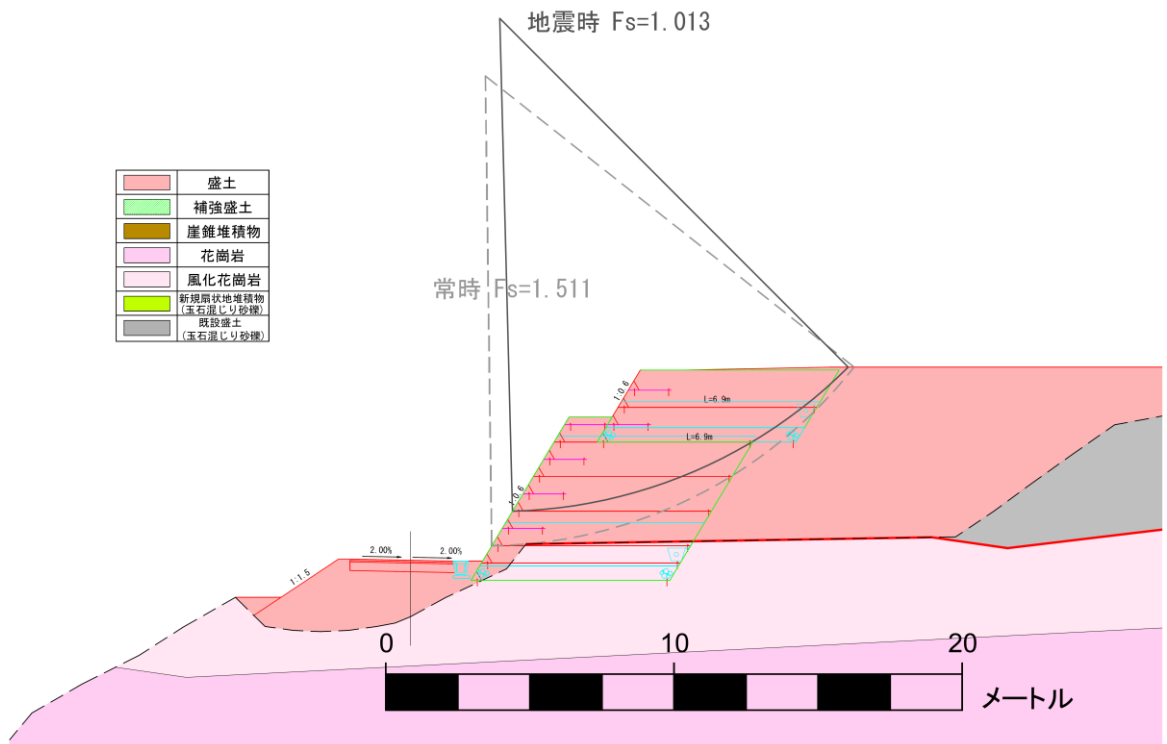 地震時 Fs=1.013
盛土
補強盛土
崖錐堆積物
花崗岩
風化花崗岩
新規扇状地堆積物
(玉石混じり砂礫)
既設盛土
(玉石混じり砂礫)
常時 Fs=1.511
1:0.6
L=6.9m
L=6.9m
1:0.6
2.00%
2.00%
1:1.5
0
10
20
メートル